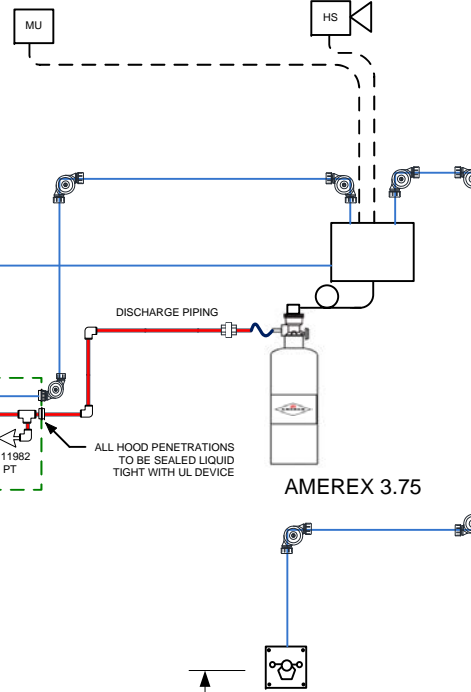 MU
HS
DISCHARGE PIPING
ALL HOOD PENETRATIONS
TO BE SEALED LIQUID
TIGHT WITH UL DEVICE
11982
PT
AMEREX 3.75